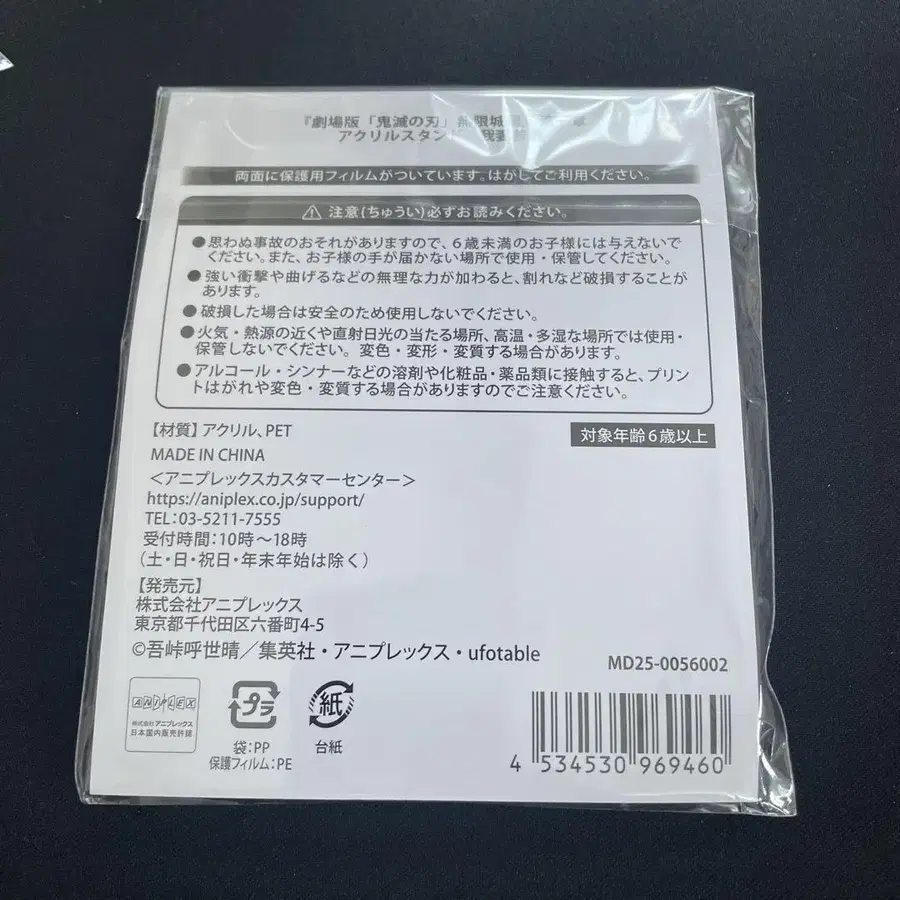 『劇場版「鬼滅の刃」無限城
アクリルスタン
両面に保護用フィルムがついています。はがしてご利用ください。
⚠ 注意(ちゅうい)必ずお読みください。
●思わぬ事故のおそれがありますので、6歳未満のお子様には与えないで
ください。また、お子様の手が届かない場所で使用・保管してください。
●強い衝撃や曲げるなどの無理な力が加わると、割れなど破損することが
あります。
●破損した場合は安全のため使用しないでください。
●火気・熱源の近くや直射日光の当たる場所、高温・多湿な場所では使用・
保管しないでください。変色・変形・変質する場合があります。
●アルコール・シンナーなどの溶剤や化粧品・薬品類に接触すると、プリン
トはがれや変色・変質する場合がありますのでご注意ください。
【材質】アクリル、PET
対象年齢6歳以上
MADE IN CHINA
<アニプレックスカスタマーセンター>
https://aniplex.co.jp/support/
TEL:03-5211-7555
受付時間:10時~18時
(土・日・祝日・年末年始は除く)
【発売元】
株式会社アニプレックス
東京都千代田区六番町4-5
©吾峠呼世晴/集英社・アニプレックス・ufotable
MD25-0056002
ANIPLEX
株式会社アニプレックス
日本国内販売許諾
プラ
袋:PP
保護フィルム:PE
紙
台紙
4 534530 969460